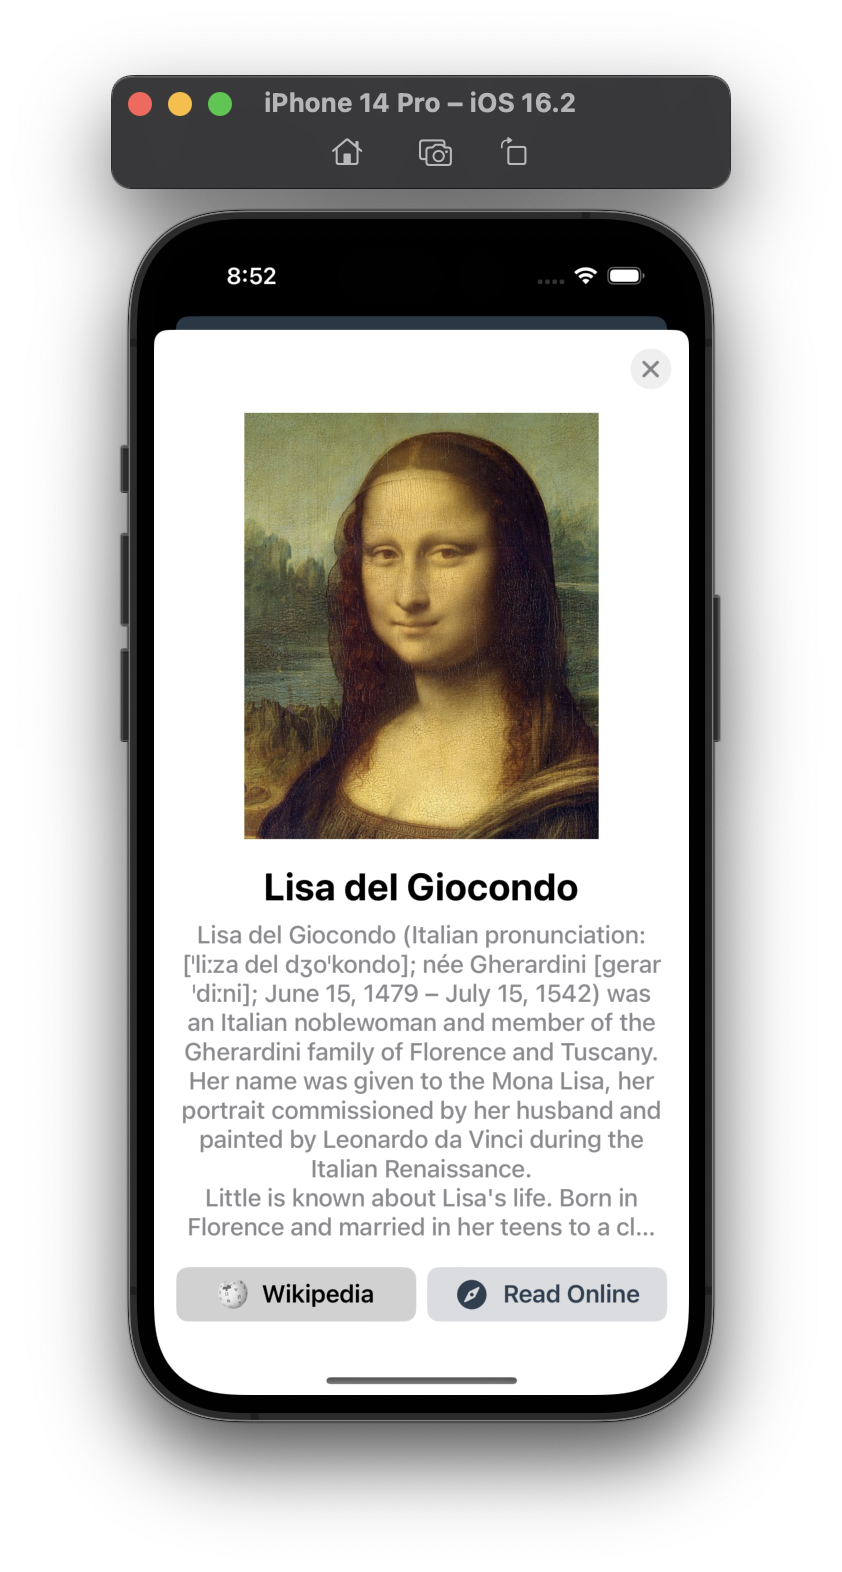 iPhone 14 Pro – iOS 16.2
8:52
Lisa del Giocondo
Lisa del Giocondo (Italian pronunciation:
[ˈliːza del dʒoˈkondo]; née Gherardini [ɡerar
ˈdiːni]; June 15, 1479 – July 15, 1542) was
an Italian noblewoman and member of the
Gherardini family of Florence and Tuscany.
Her name was given to the Mona Lisa, her
portrait commissioned by her husband and
painted by Leonardo da Vinci during the
Italian Renaissance.
Little is known about Lisa's life. Born in
Florence and married in her teens to a cl...
Wikipedia
Read Online